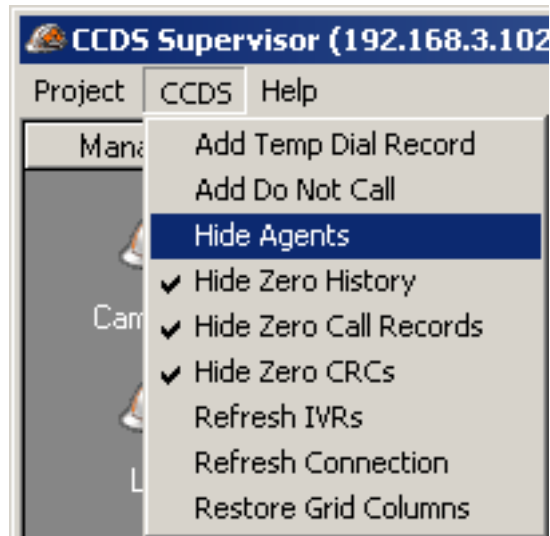 CCDS Supervisor (192.168.3.102
Project CCDS Help
Add Temp Dial Record
Add Do Not Call
Hide Agents
Hide Zero History
Hide Zero Call Records
Hide Zero CRCs
Refresh IVRs
Refresh Connection
Restore Grid Columns